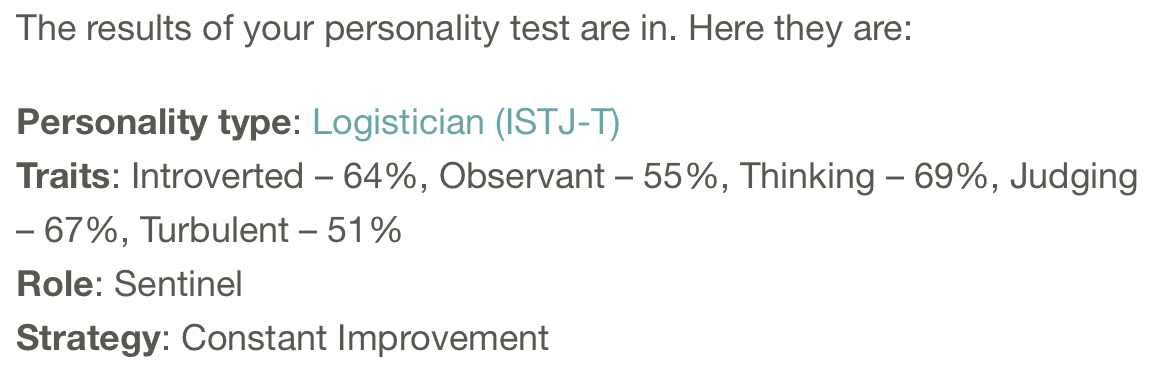 The results of your personality test are in. Here they are:
Personality type: Logistician (ISTJ-T)
Traits: Introverted – 64%, Observant – 55%, Thinking – 69%, Judging
– 67%, Turbulent – 51%
Role: Sentinel
Strategy: Constant Improvement